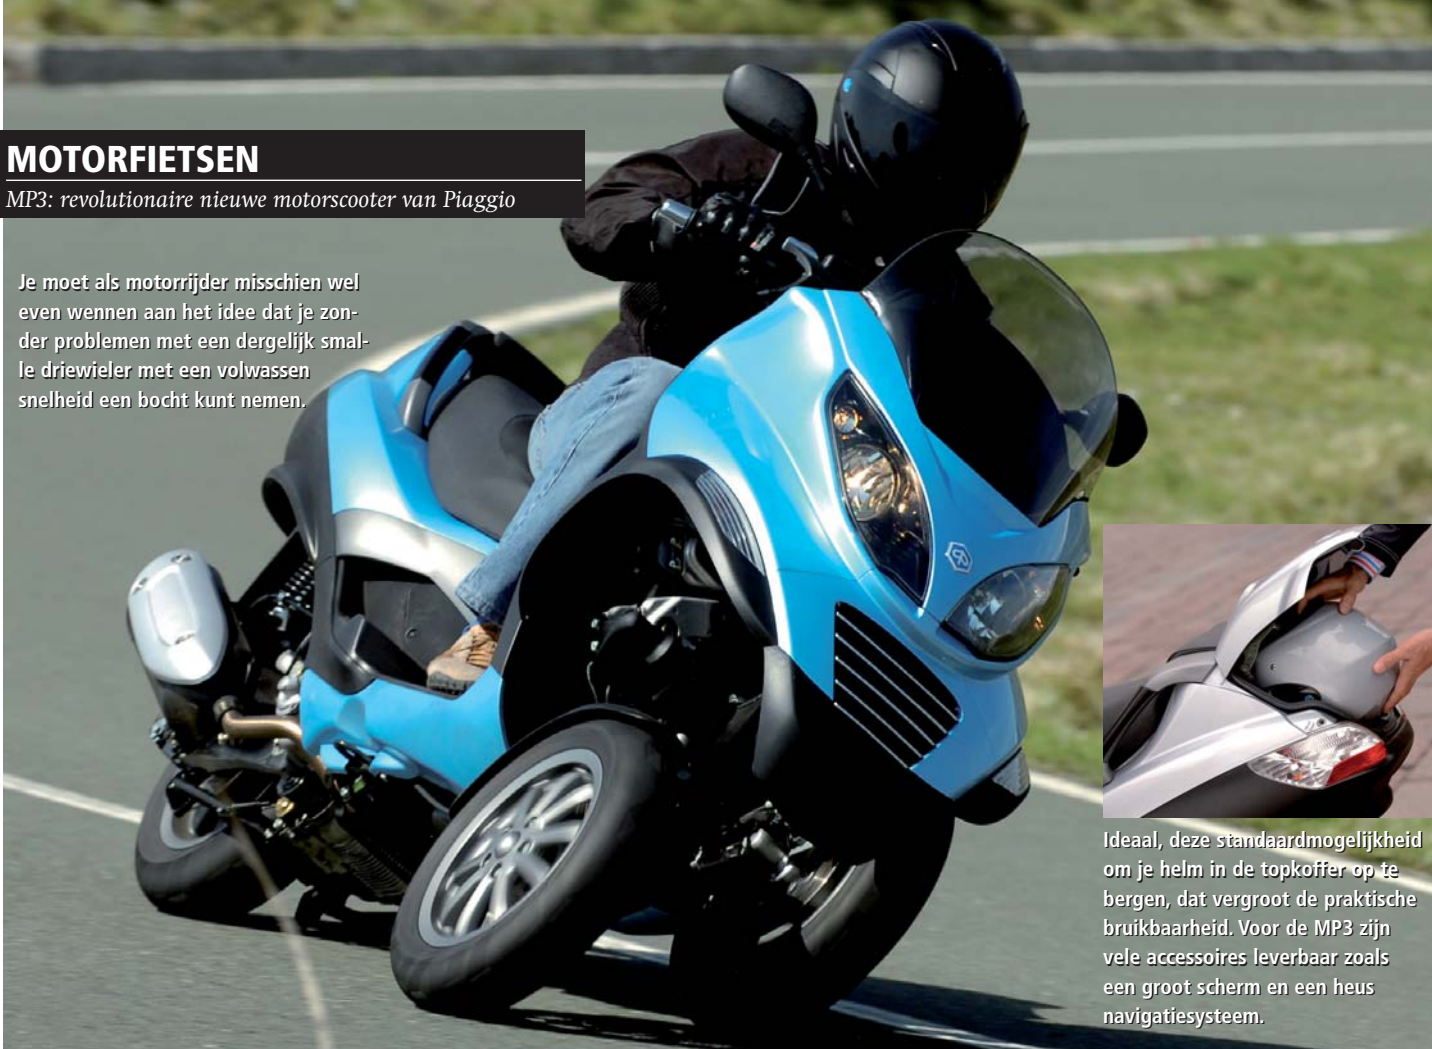 MOTORFIETSEN
MP3: revolutionaire nieuwe motorscooter van Piaggio
Je moet als motorrijder misschien wel
even wennen aan het idee dat je zon-
der problemen met een dergelijk smal-
le driewieler met een volwassen
snelheid een bocht kunt nemen.
Ideaal, deze standaardmogelijkheid
om je helm in de topkoffer op te
bergen, dat vergroot de praktische
bruikbaarheid. Voor de MP3 zijn
vele accessoires leverbaar zoals
een groot scherm en een heus
navigatiesysteem.